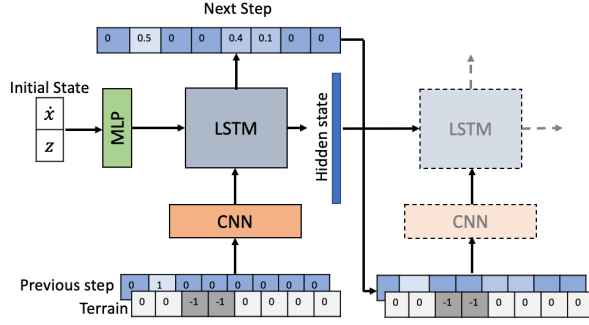 Next Step
0 0.5 0 0 0.4 0.1 0 0
Initial State
ẋ
z
MLP
LSTM
Hidden state
LSTM
CNN
CNN
Previous step
0 1 0 0 0 0 0 0
Terrain
0 0 -1 -1 0 0 0 0
0 0 -1 -1 0 0 0 0